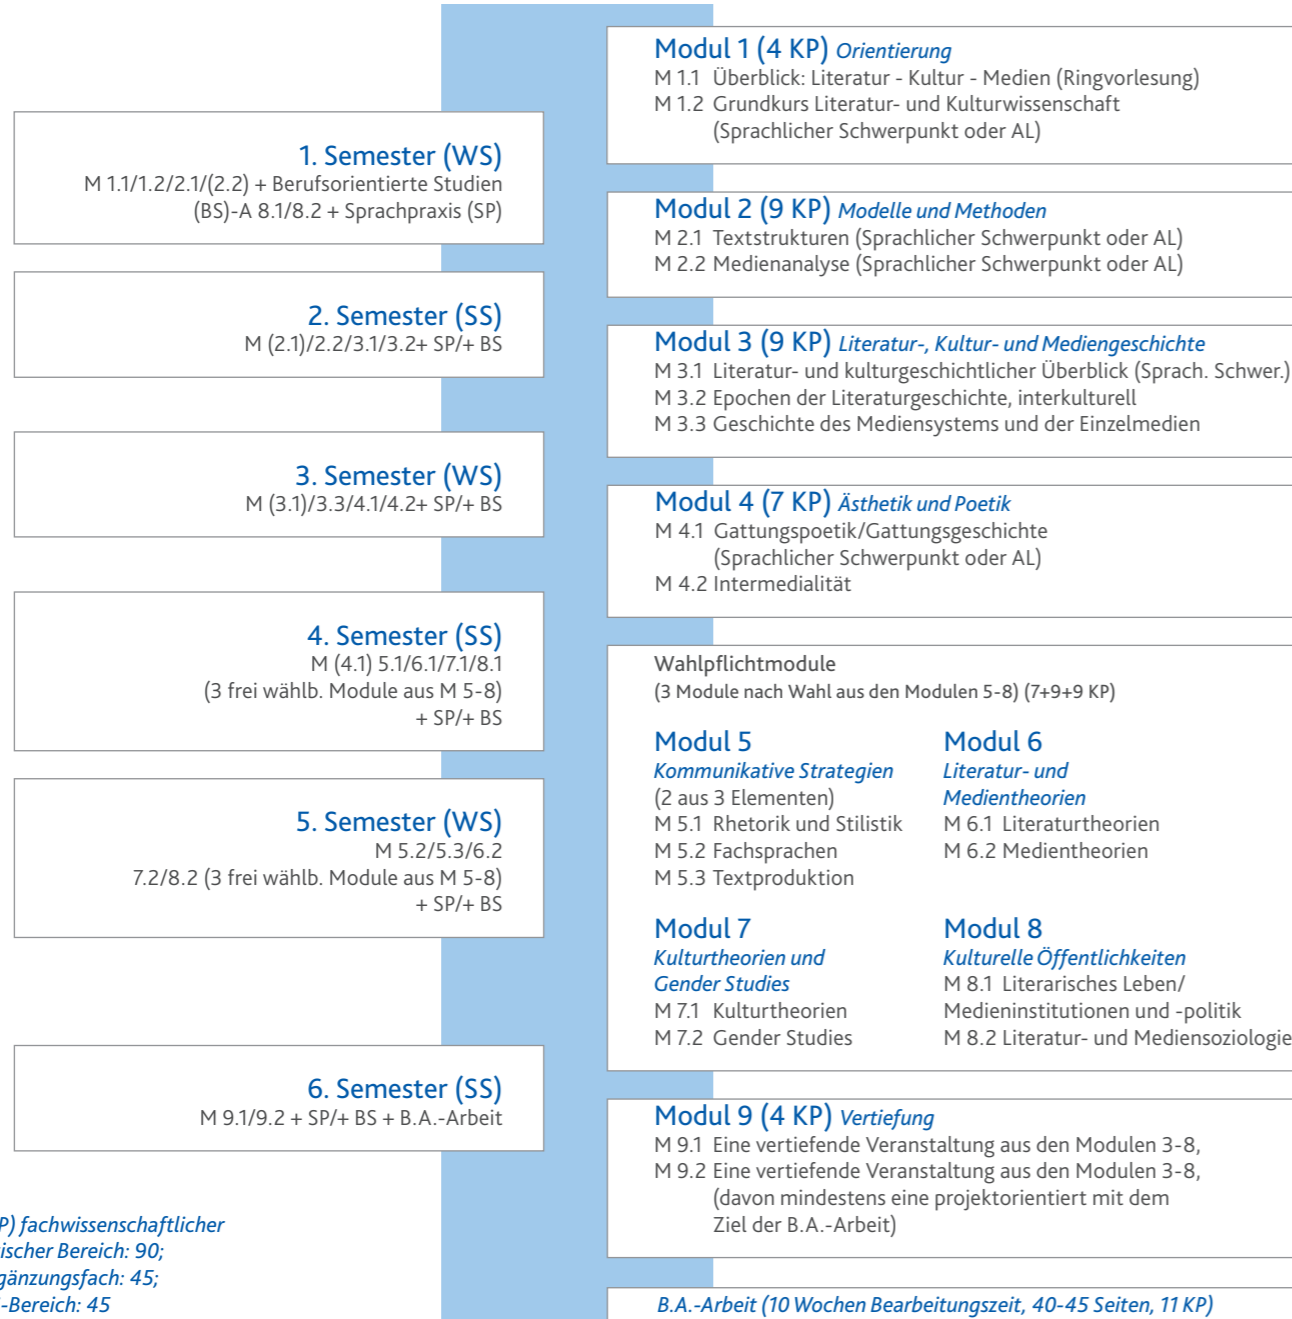 1. Semester (WS)
M 1.1/1.2/2.1/(2.2) + Berufsorientierte Studien
(BS)-A 8.1/8.2 + Sprachpraxis (SP)
2. Semester (SS)
M (2.1)/2.2/3.1/3.2+ SP/+ BS
3. Semester (WS)
M (3.1)/3.3/4.1/4.2+ SP/+ BS
4. Semester (SS)
M (4.1) 5.1/6.1/7.1/8.1
(3 frei wählb. Module aus M 5-8)
+ SP/+ BS
5. Semester (WS)
M 5.2/5.3/6.2
7.2/8.2 (3 frei wählb. Module aus M 5-8)
+ SP/+ BS
6. Semester (SS)
M 9.1/9.2 + SP/+ BS + B.A.-Arbeit
P) fachwissenschaftlicher
ischer Bereich: 90;
gänzungsfach: 45;
-Bereich: 45
Modul 1 (4 KP) Orientierung
M 1.1 Überblick: Literatur - Kultur - Medien (Ringvorlesung)
M 1.2 Grundkurs Literatur- und Kulturwissenschaft
(Sprachlicher Schwerpunkt oder AL)
Modul 2 (9 KP) Modelle und Methoden
M 2.1 Textstrukturen (Sprachlicher Schwerpunkt oder AL)
M 2.2 Medienanalyse (Sprachlicher Schwerpunkt oder AL)
Modul 3 (9 KP) Literatur-, Kultur- und Mediengeschichte
M 3.1 Literatur- und kulturgeschichtlicher Überblick (Sprach. Schwer.)
M 3.2 Epochen der Literaturgeschichte, interkulturell
M 3.3 Geschichte des Mediensystems und der Einzelmedien
Modul 4 (7 KP) Ästhetik und Poetik
M 4.1 Gattungspoetik/Gattungsgeschichte
(Sprachlicher Schwerpunkt oder AL)
M 4.2 Intermedialität
Wahlpflichtmodule
(3 Module nach Wahl aus den Modulen 5-8) (7+9+9 KP)
Modul 5
Kommunikative Strategien
(2 aus 3 Elementen)
M 5.1 Rhetorik und Stilistik
M 5.2 Fachsprachen
M 5.3 Textproduktion
Modul 6
Literatur- und
Medientheorien
M 6.1 Literaturtheorien
M 6.2 Medientheorien
Modul 7
Kulturtheorien und
Gender Studies
M 7.1 Kulturtheorien
M 7.2 Gender Studies
Modul 8
Kulturelle Öffentlichkeiten
M 8.1 Literarisches Leben/
Medieninstitutionen und -politik
M 8.2 Literatur- und Mediensoziologie
Modul 9 (4 KP) Vertiefung
M 9.1 Eine vertiefende Veranstaltung aus den Modulen 3-8,
M 9.2 Eine vertiefende Veranstaltung aus den Modulen 3-8,
(davon mindestens eine projektorientiert mit dem
Ziel der B.A.-Arbeit)
B.A.-Arbeit (10 Wochen Bearbeitungszeit, 40-45 Seiten, 11 KP)